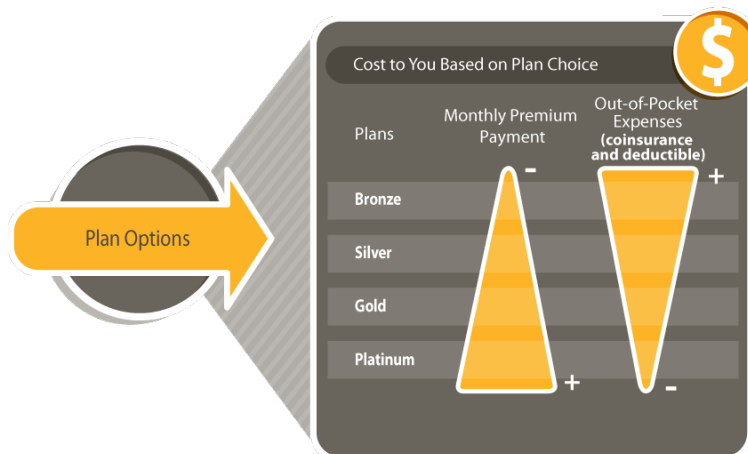 $
Cost to You Based on Plan Choice
Plan Options
Plans
Monthly Premium
Payment
Out-of-Pocket
Expenses
(coinsurance
and deductible)
- 
+
Bronze
Silver
Gold
Platinum
+
-